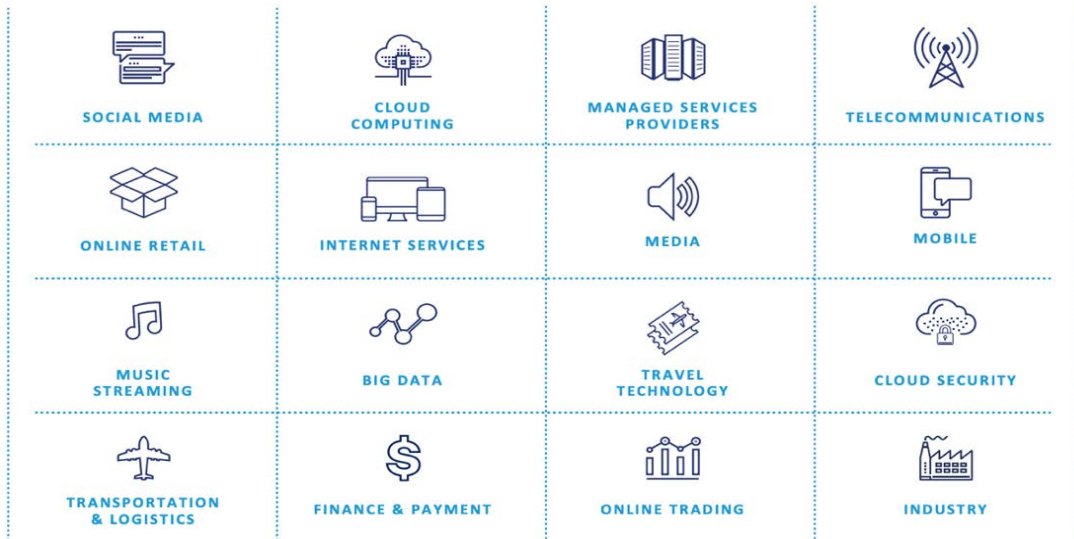 SOCIAL MEDIA
CLOUD
COMPUTING
MANAGED SERVICES
PROVIDERS
TELECOMMUNICATIONS
ONLINE RETAIL
INTERNET SERVICES
MEDIA
MOBILE
MUSIC
STREAMING
BIG DATA
TRAVEL
TECHNOLOGY
CLOUD SECURITY
TRANSPORTATION
& LOGISTICS
FINANCE & PAYMENT
ONLINE TRADING
INDUSTRY